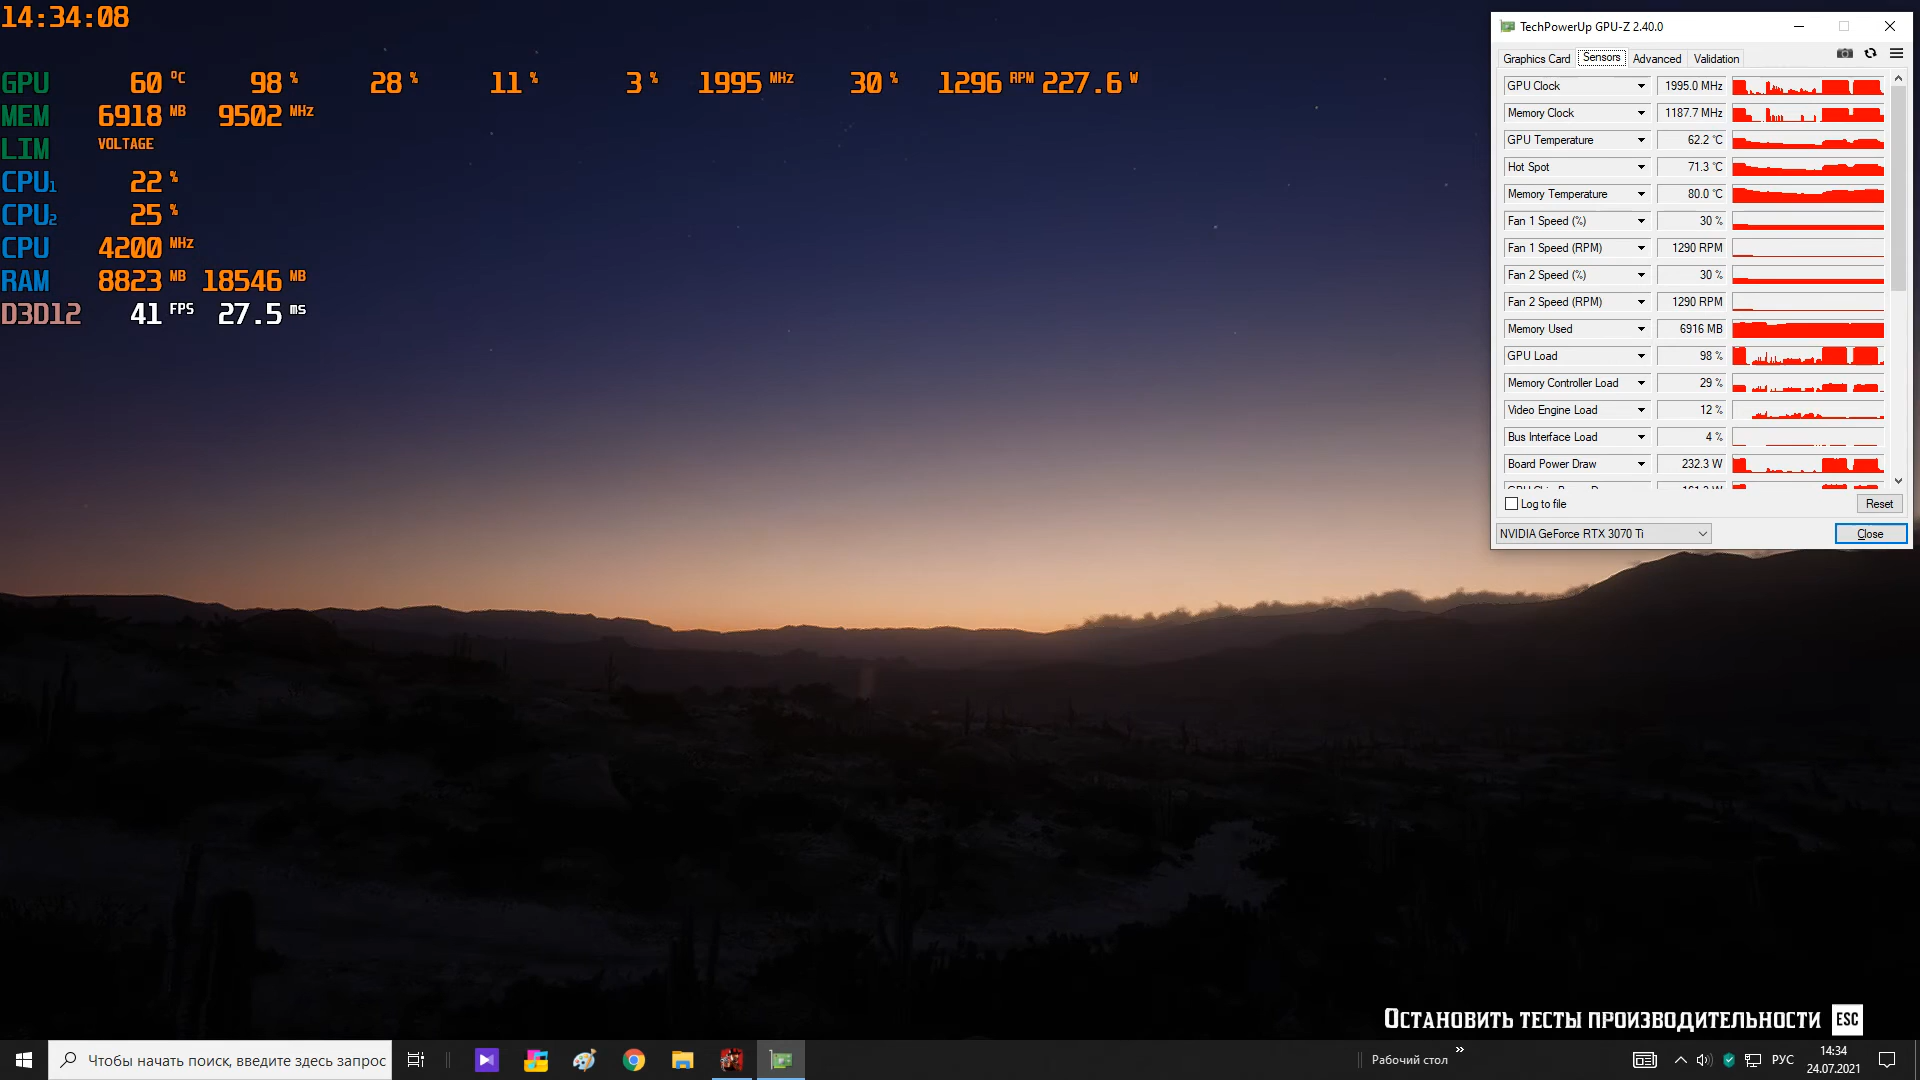 14:34:08
GPU 60 °C 98 % 28 % 11 % 3 % 1995 MHz 30 % 1296 RPM 227.6 W
MEM 6918 MB 9502 MHz
LIM VOLTAGE
CPU1 22 %
CPU2 25 %
CPU 4200 MHz
RAM 8823 MB 18546 MB
D3D12 41 FPS 27.5 ms
TechPowerUp GPU-Z 2.40.0
Graphics Card Sensors Advanced Validation
GPU Clock 1995.0 MHz
Memory Clock 1187.7 MHz
GPU Temperature 62.2 °C
Hot Spot 71.3 °C
Memory Temperature 80.0 °C
Fan 1 Speed (%) 30 %
Fan 1 Speed (RPM) 1290 RPM
Fan 2 Speed (%) 30 %
Fan 2 Speed (RPM) 1290 RPM
Memory Used 6916 MB
GPU Load 98 %
Memory Controller Load 29 %
Video Engine Load 12 %
Bus Interface Load 4 %
Board Power Draw 232.3 W
Log to file Reset
NVIDIA GeForce RTX 3070 Ti Close
Остановить тесты производительности ESC
Чтобы начать поиск, введите здесь запрос
Рабочий стол »
РУС
14:34
24.07.2021